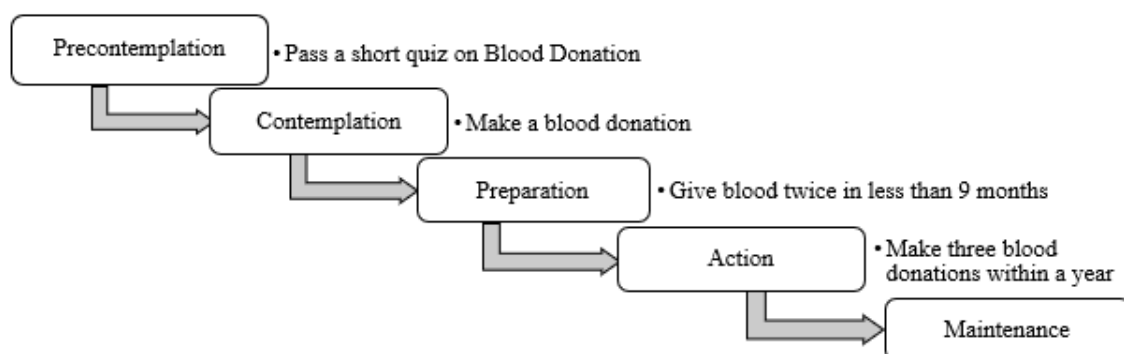 Precontemplation
• Pass a short quiz on Blood Donation
Contemplation
• Make a blood donation
Preparation
• Give blood twice in less than 9 months
Action
• Make three blood
donations within a year
Maintenance